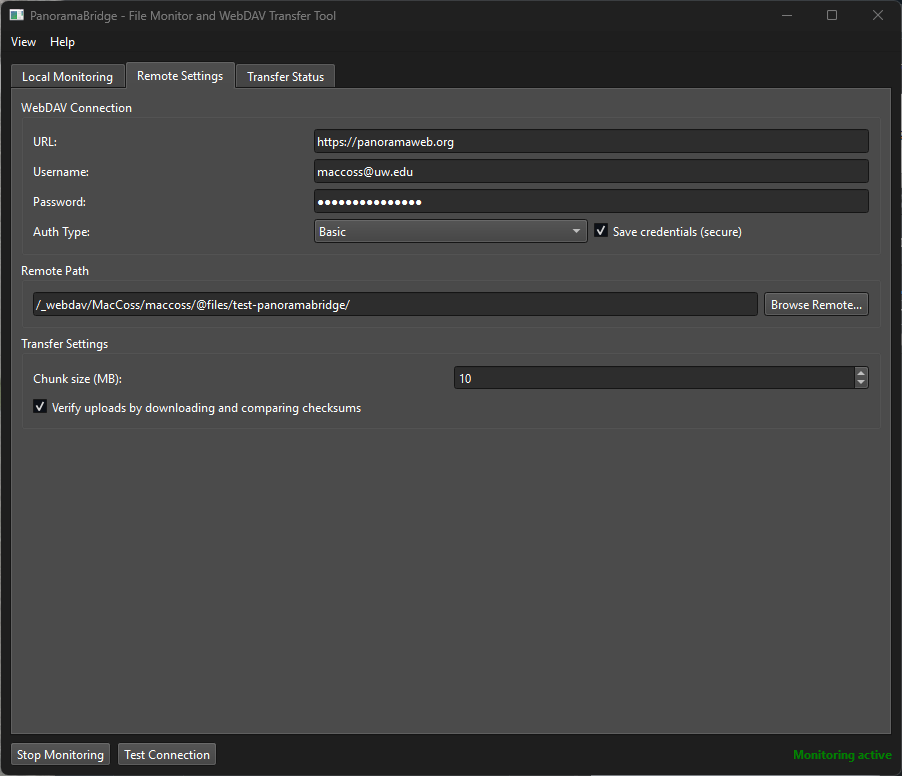 PanoramaBridge - File Monitor and WebDAV Transfer Tool
View Help
Local Monitoring Remote Settings Transfer Status
WebDAV Connection
URL: https://panoramaweb.org
Username: maccoss@uw.edu
Password: ●●●●●●●●●●●●●●●
Auth Type: Basic Save credentials (secure)
Remote Path
/_webdav/MacCoss/maccoss/@files/test-panoramabridge/ Browse Remote...
Transfer Settings
Chunk size (MB): 10
Verify uploads by downloading and comparing checksums
Stop Monitoring Test Connection Monitoring active